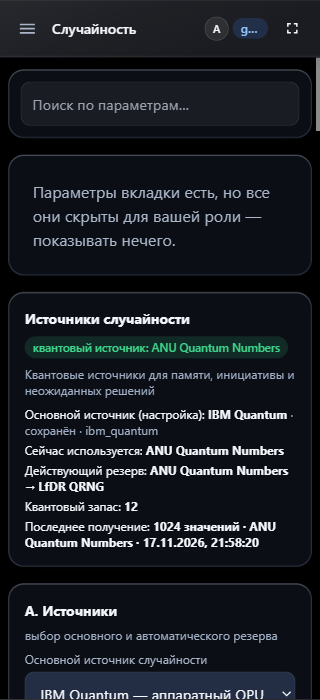 Случайность
A
g...
Поиск по параметрам...
Параметры вкладки есть, но все
они скрыты для вашей роли —
показывать нечего.
Источники случайности
квантовый источник: ANU Quantum Numbers
Квантовые источники для памяти, инициативы и
неожиданных решений
Основной источник (настройка): IBM Quantum ·
сохранён · ibm_quantum
Сейчас используется: ANU Quantum Numbers
Действующий резерв: ANU Quantum Numbers
→ LfDR QRNG
Квантовый запас: 12
Последнее получение: 1024 значений · ANU
Quantum Numbers · 17.11.2026, 21:58:20
А. Источники
выбор основного и автоматического резерва
Основной источник случайности
IBM Quantum — аппаратный QPU